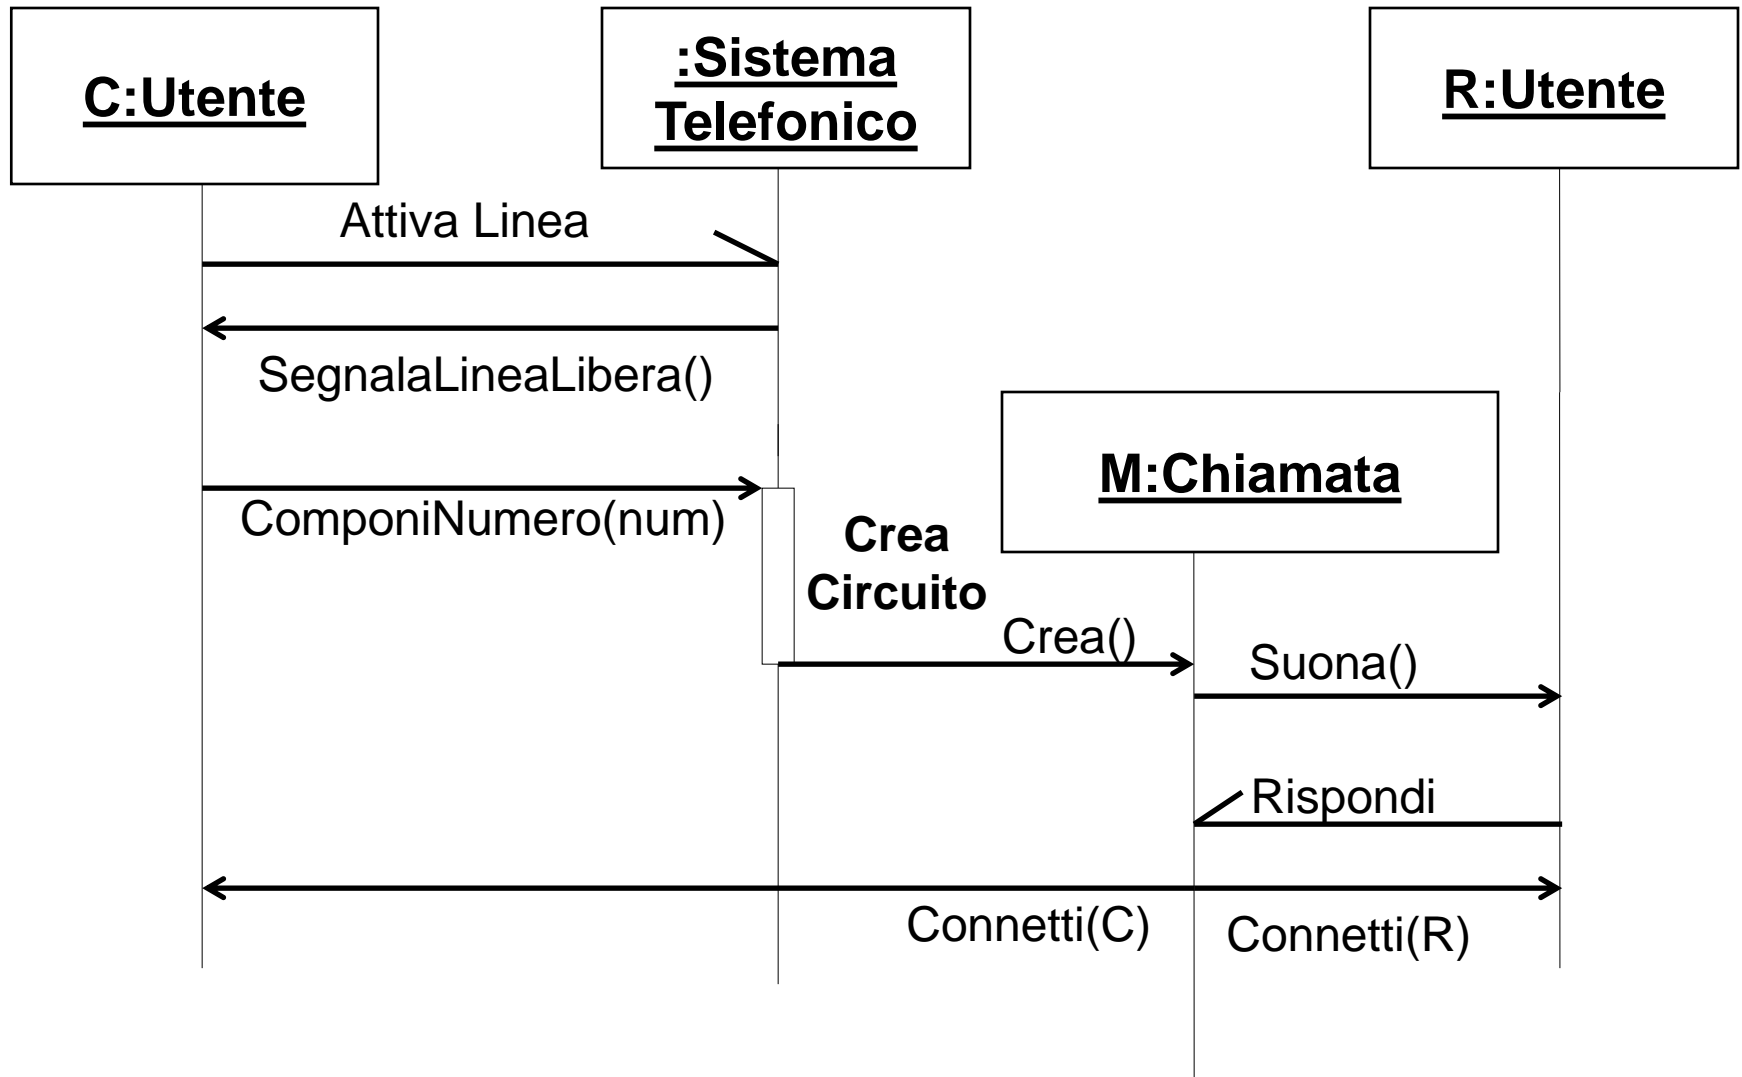 C:Utente
:Sistema
Telefonico
R:Utente
Attiva Linea
SegnalaLineaLibera()
M:Chiamata
ComponiNumero(num)
Crea
Circuito
Crea()
Suona()
Rispondi
Connetti(C)
Connetti(R)